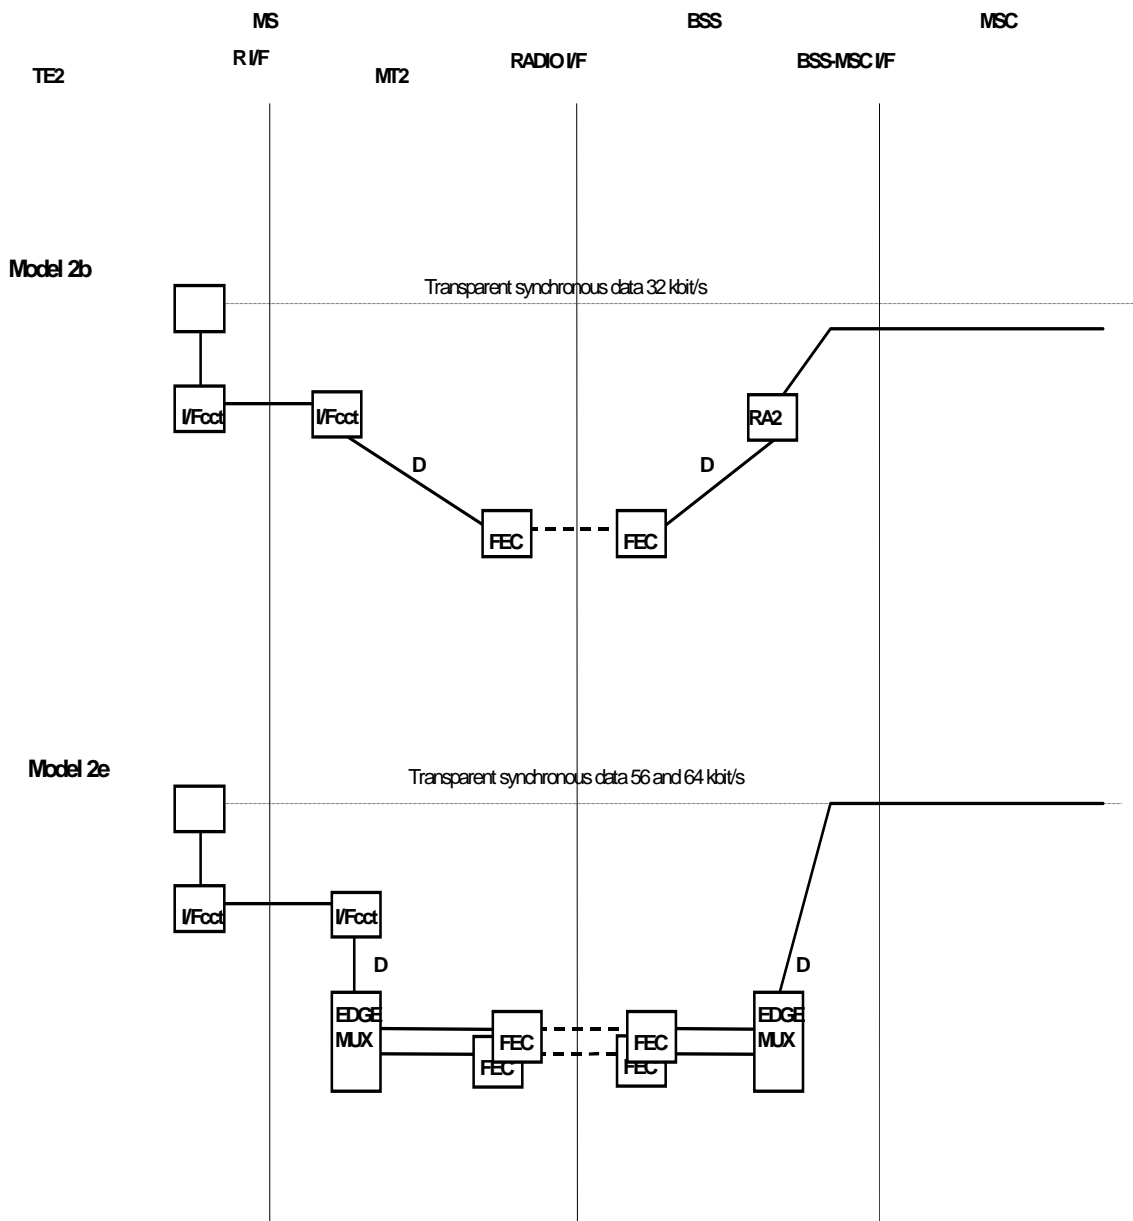 MS
BSS
MSC
R I/F
RADIO I/F
BSS-MSC I/F
TE2
MT2
Model 2b
Transparent synchronous data 32 kbit/s
I/Fcct
I/Fcct
RA2
D
D
FEC
FEC
Model 2e
Transparent synchronous data 56 and 64 kbit/s
I/Fcct
I/Fcct
D
D
EDGE
MUX
FEC
FEC
FEC
FEC
EDGE
MUX